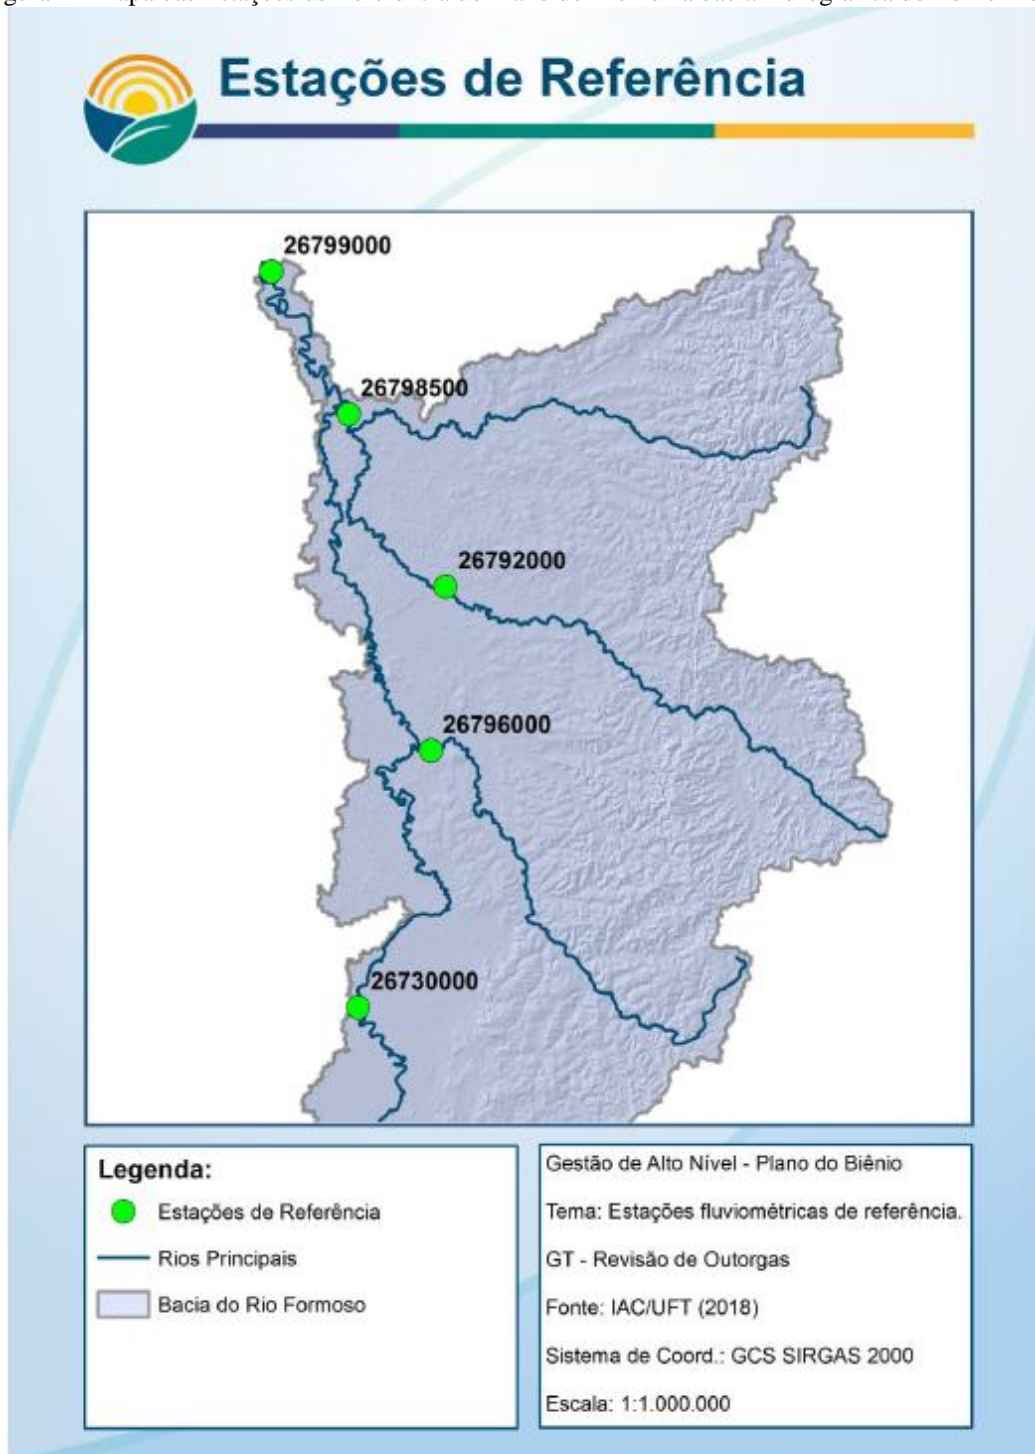 Estações de Referência
26799000
26798500
26792000
26796000
26730000
Legenda:
Estações de Referência
Rios Principais
Bacia do Rio Formoso
Gestão de Alto Nível - Plano do Biênio
Tema: Estações fluviométricas de referência.
GT - Revisão de Outorgas
Fonte: IAC/UFT (2018)
Sistema de Coord.: GCS SIRGAS 2000
Escala: 1:1.000.000